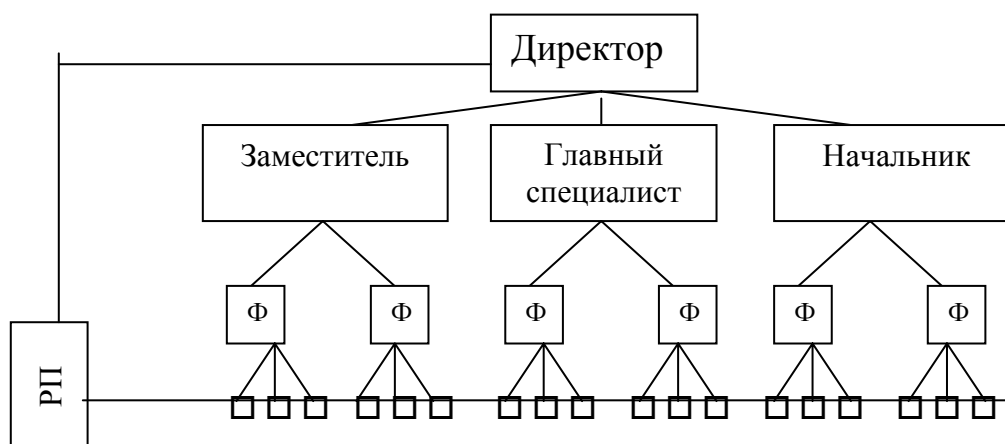 Директор
Заместитель
Главный
специалист
Начальник
Ф
Ф
Ф
Ф
Ф
Ф
РП